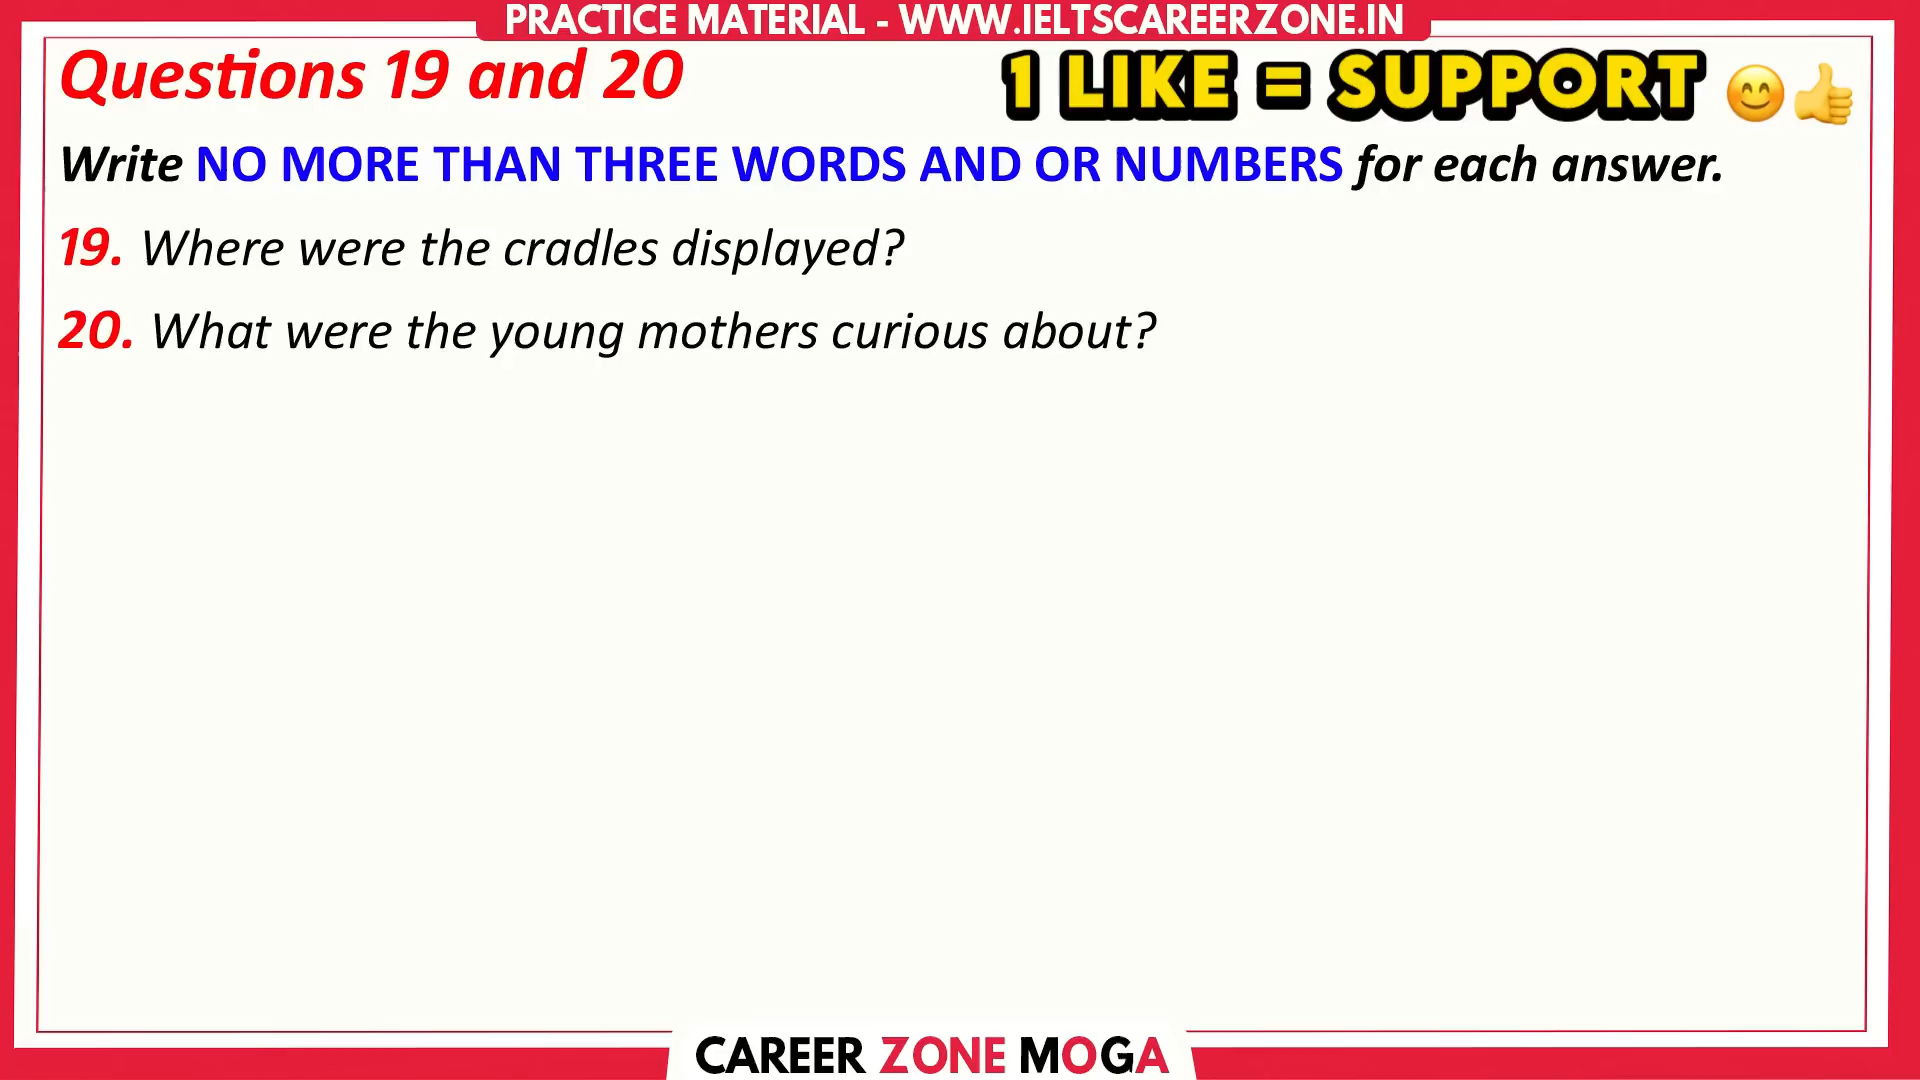 PRACTICE MATERIAL - WWW.IELTSCAREERZONE.IN
Questions 19 and 20
1 LIKE = SUPPORT
Write NO MORE THAN THREE WORDS AND OR NUMBERS for each answer.
19. Where were the cradles displayed?
20. What were the young mothers curious about?
CAREER ZONE MOGA